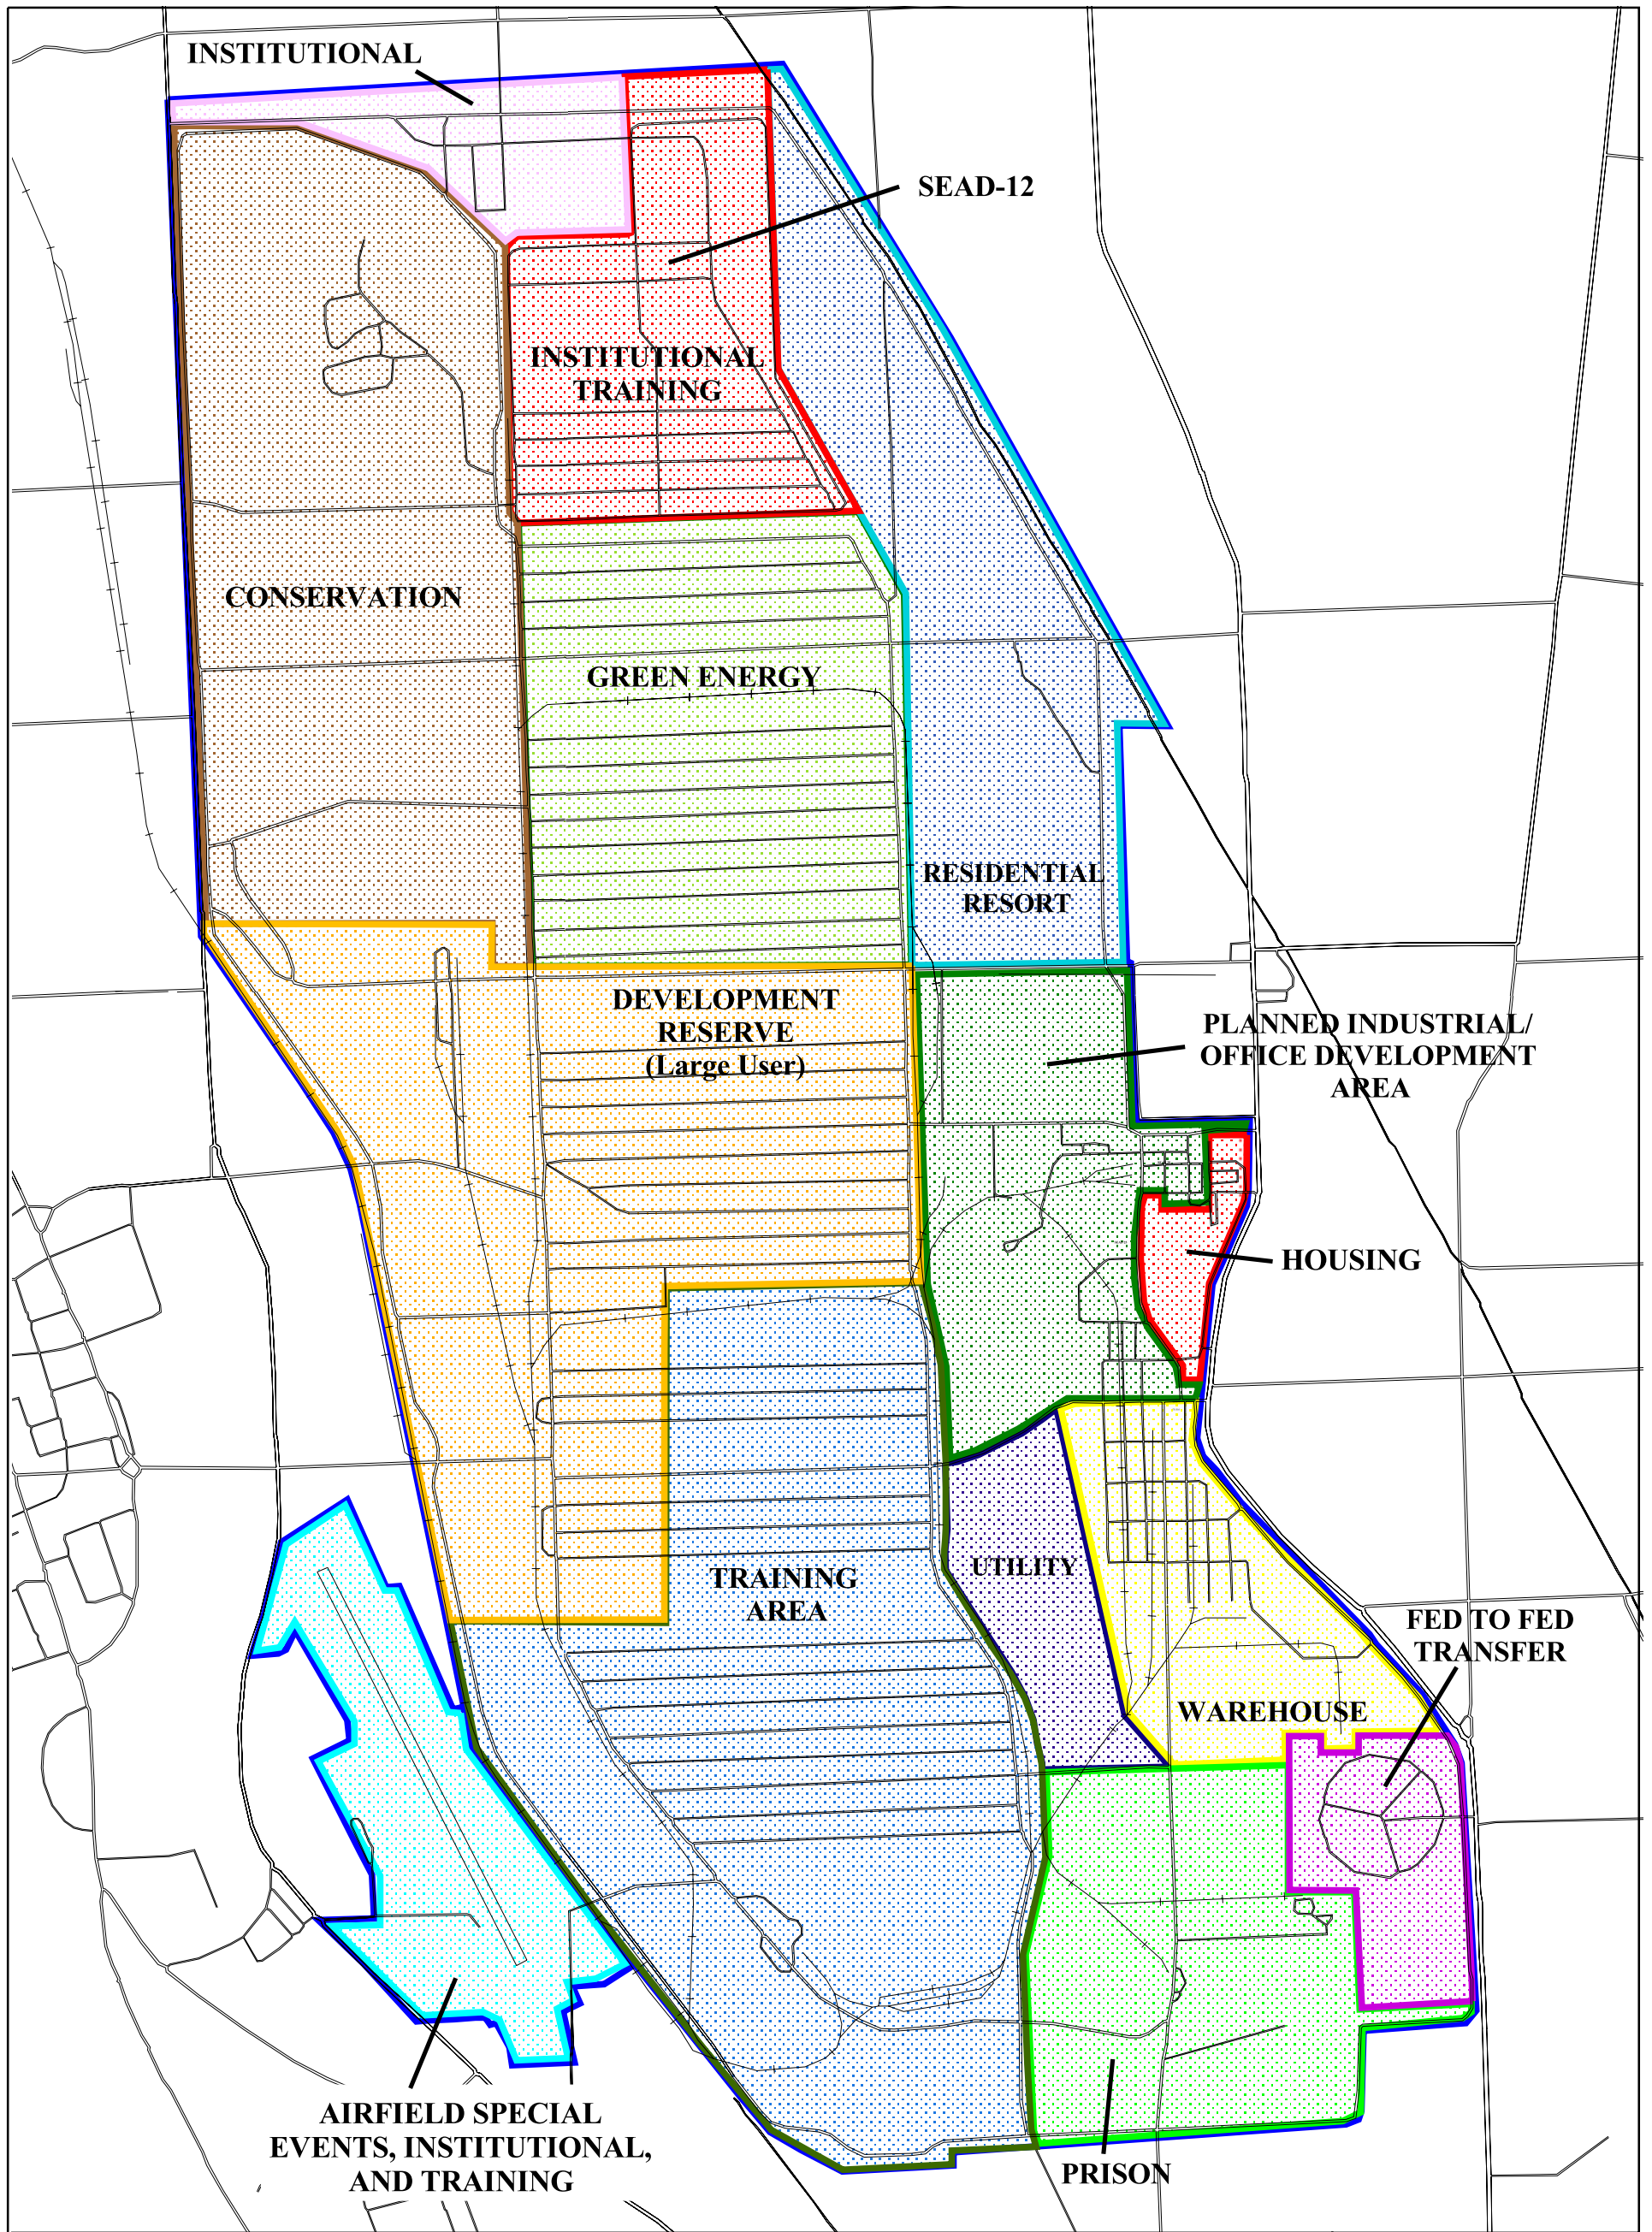 INSTITUTIONAL
SEAD-12
INSTITUTIONAL
TRAINING
CONSERVATION
GREEN ENERGY
RESIDENTIAL
RESORT
DEVELOPMENT
RESERVE
(Large User)
PLANNED INDUSTRIAL/
OFFICE DEVELOPMENT
AREA
HOUSING
UTILITY
TRAINING
AREA
FED TO FED
TRANSFER
WAREHOUSE
AIRFIELD SPECIAL
EVENTS, INSTITUTIONAL,
AND TRAINING
PRISON